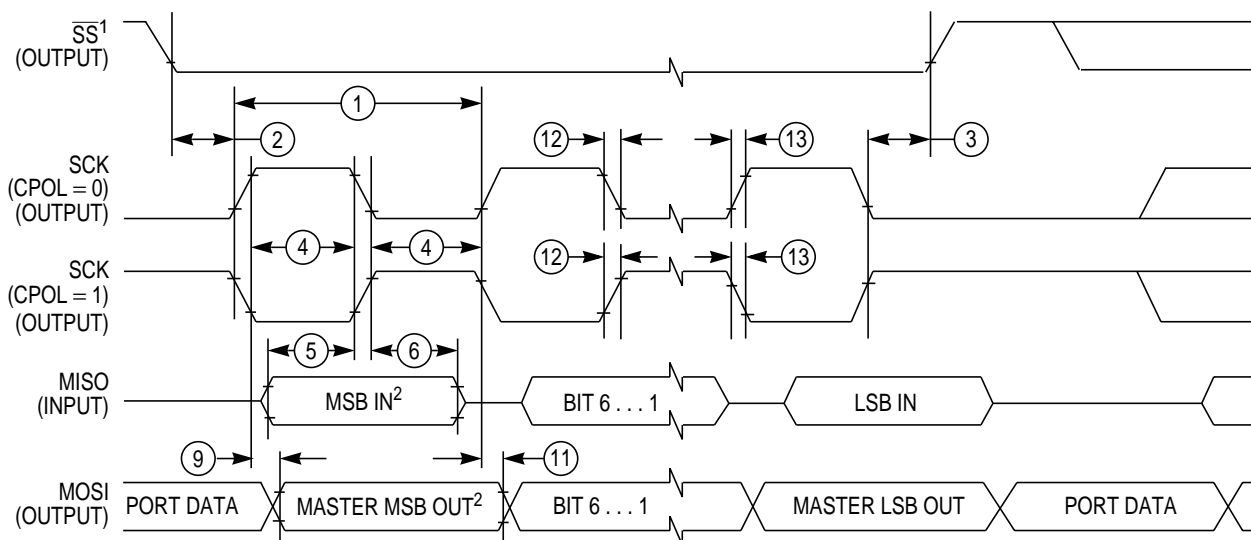 SS¹
(OUTPUT)
1
2
12
13
3
SCK
(CPOL = 0)
(OUTPUT)
4
4
12
13
SCK
(CPOL = 1)
(OUTPUT)
5
6
MISO
(INPUT)
MSB IN²
BIT 6 . . . 1
LSB IN
9
11
MOSI
(OUTPUT)
PORT DATA
MASTER MSB OUT²
BIT 6 . . . 1
MASTER LSB OUT
PORT DATA